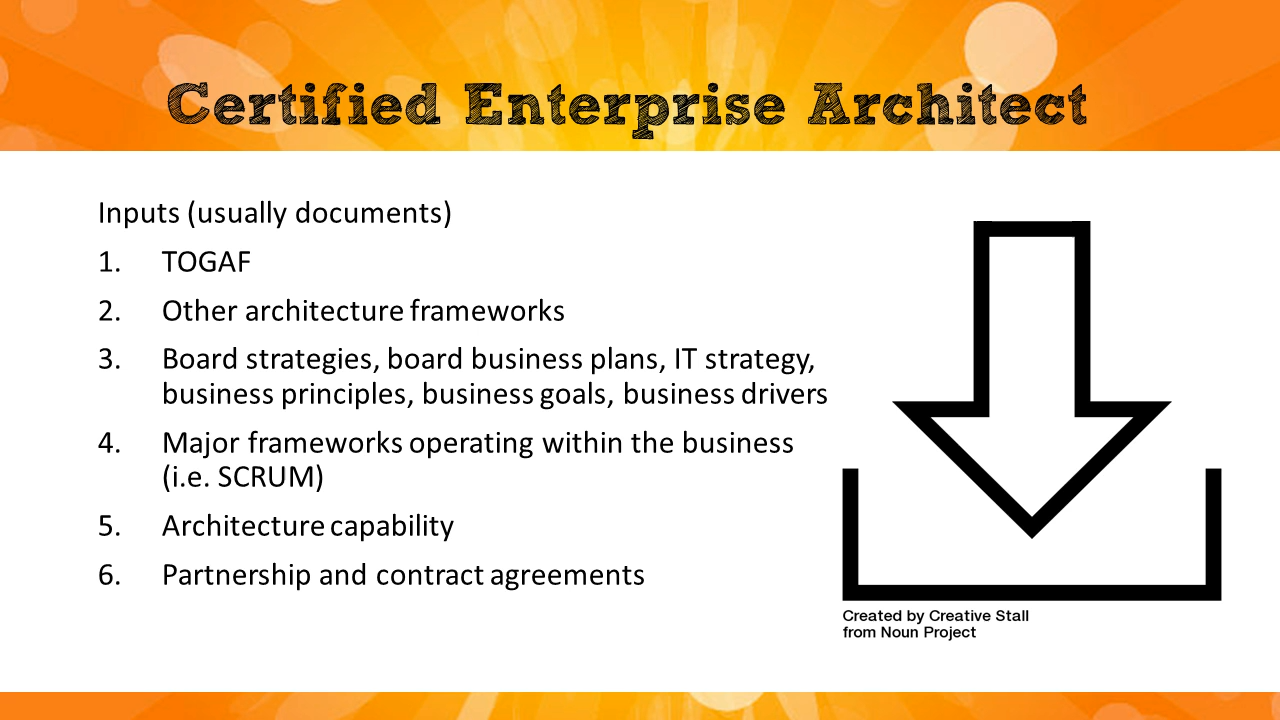 Certified Enterprise Architect
Inputs (usually documents)
1. TOGAF
2. Other architecture frameworks
3. Board strategies, board business plans, IT strategy,
business principles, business goals, business drivers
4. Major frameworks operating within the business
(i.e. SCRUM)
5. Architecture capability
6. Partnership and contract agreements
Created by Creative Stall
from Noun Project